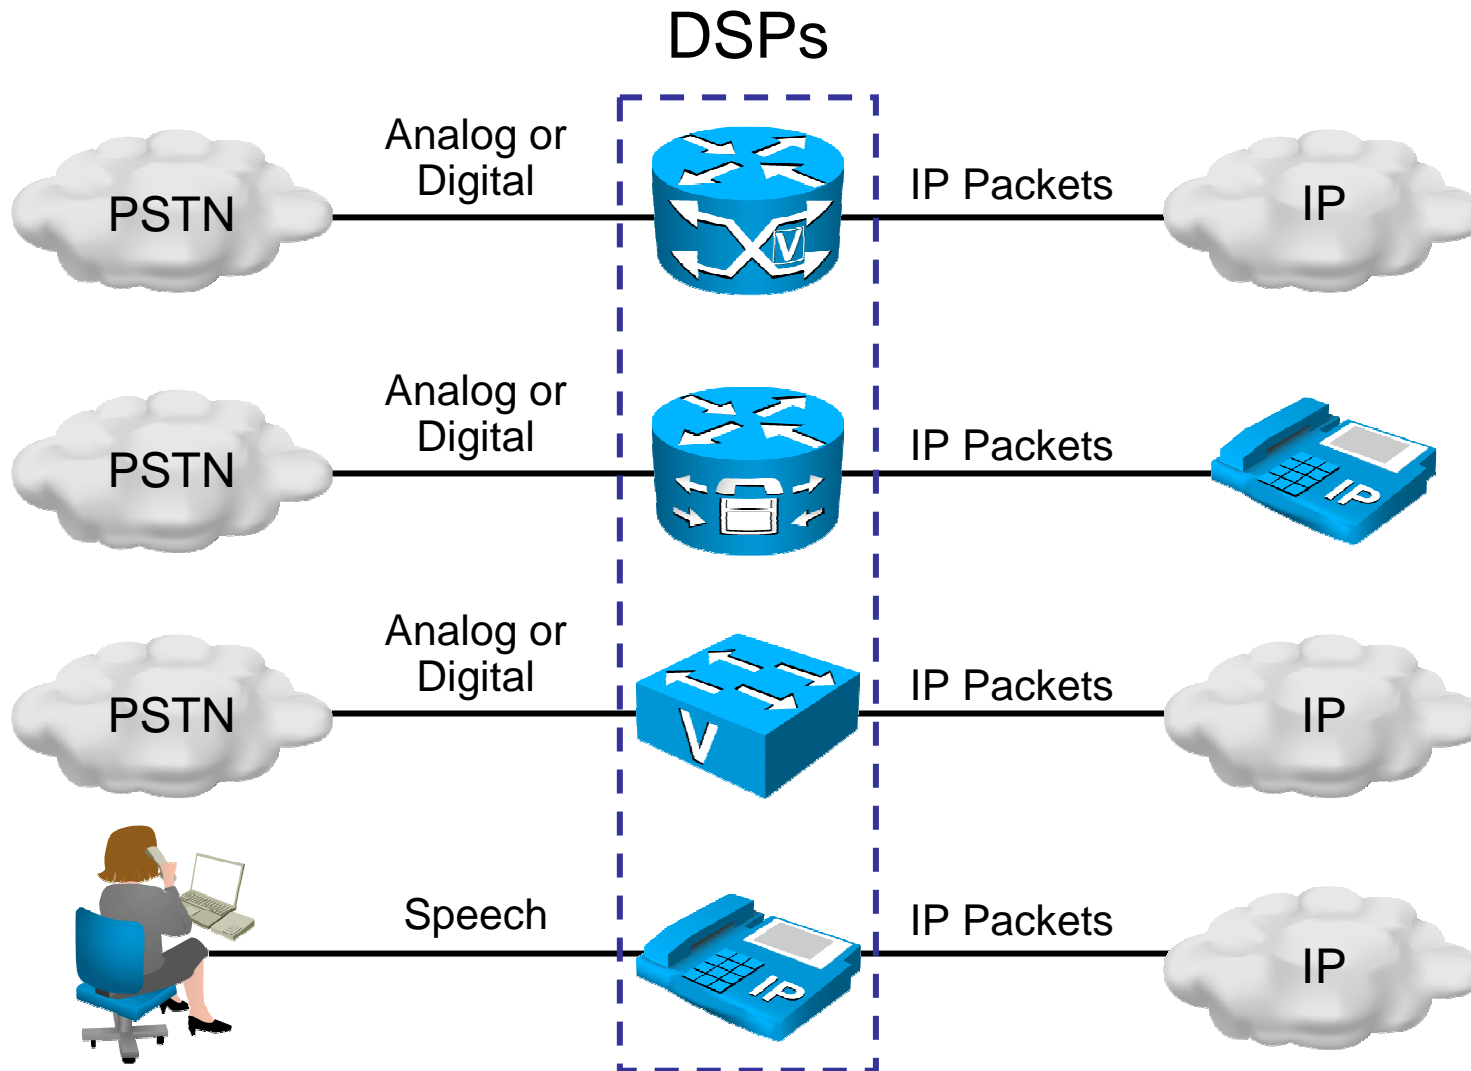 DSPs
Analog or
Digital
PSTN
V
IP Packets
IP
Analog or
Digital
PSTN
IP Packets
IP
Analog or
Digital
PSTN
V
IP Packets
IP
Speech
IP
IP Packets
IP